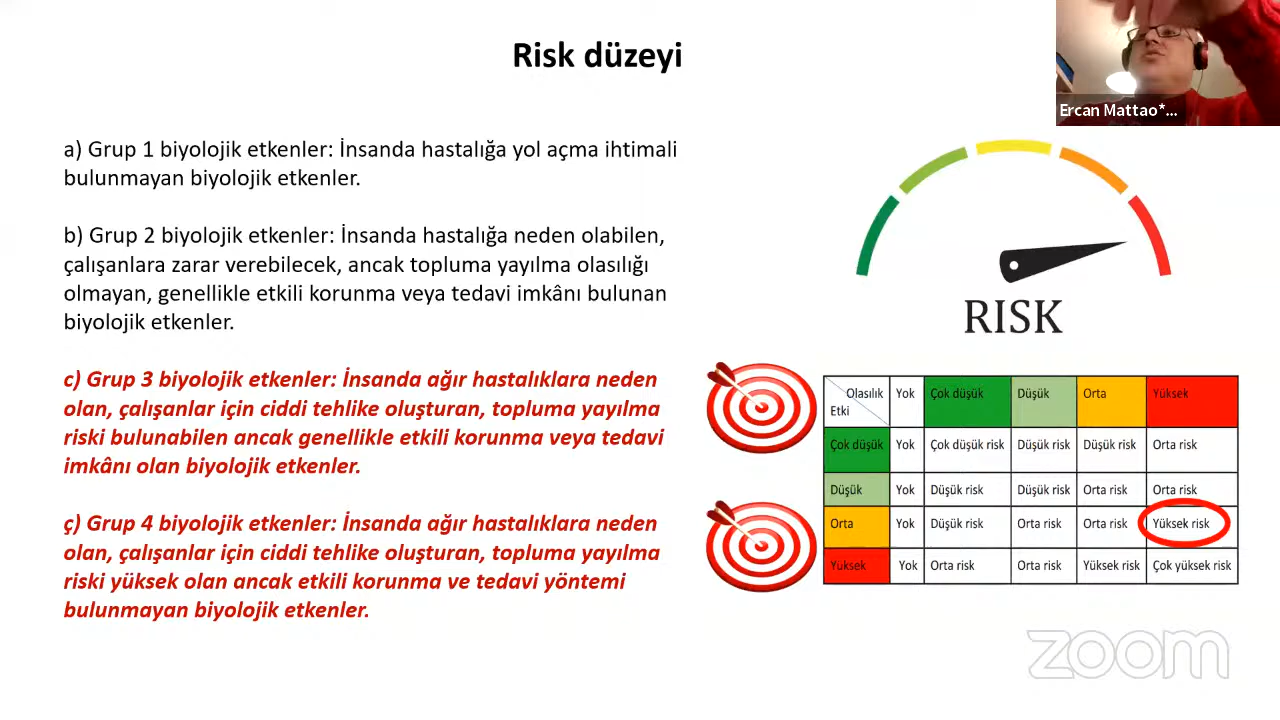 Risk düzeyi
Ercan Mattao*...
a) Grup 1 biyolojik etkenler: İnsanda hastalığa yol açma ihtimali
bulunmayan biyolojik etkenler.
b) Grup 2 biyolojik etkenler: İnsanda hastalığa neden olabilen,
çalışanlara zarar verebilecek, ancak topluma yayılma olasılığı
olmayan, genellikle etkili korunma veya tedavi imkânı bulunan
biyolojik etkenler.
c) Grup 3 biyolojik etkenler: İnsanda ağır hastalıklara neden
olan, çalışanlar için ciddi tehlike oluşturan, topluma yayılma
riski bulunabilen ancak genellikle etkili korunma veya tedavi
imkânı olan biyolojik etkenler.
ç) Grup 4 biyolojik etkenler: İnsanda ağır hastalıklara neden
olan, çalışanlar için ciddi tehlike oluşturan, topluma yayılma
riski yüksek olan ancak etkili korunma ve tedavi yöntemi
bulunmayan biyolojik etkenler.
RISK
Olasılık Yok Çok düşük Düşük Orta Yüksek
Etki
Çok düşük Yok Çok düşük risk Düşük risk Düşük risk Orta risk
Düşük Yok Düşük risk Düşük risk Orta risk Orta risk
Orta Yok Düşük risk Orta risk Orta risk Yüksek risk
Yüksek Yok Orta risk Orta risk Yüksek risk Çok yüksek risk
zoom